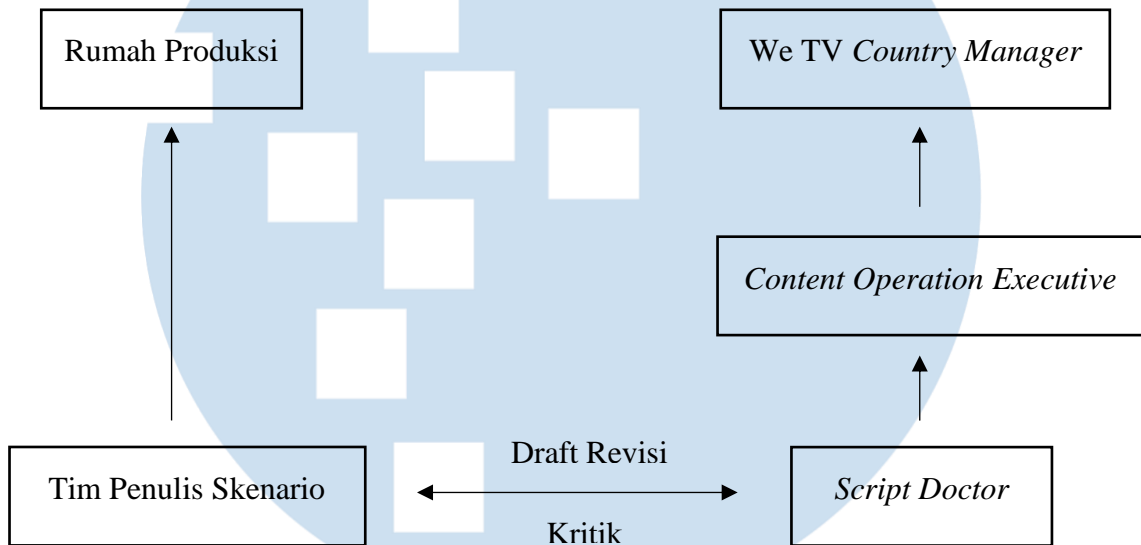 Rumah Produksi
We TV Country Manager
Content Operation Executive
Draft Revisi
Tim Penulis Skenario
Script Doctor
Kritik